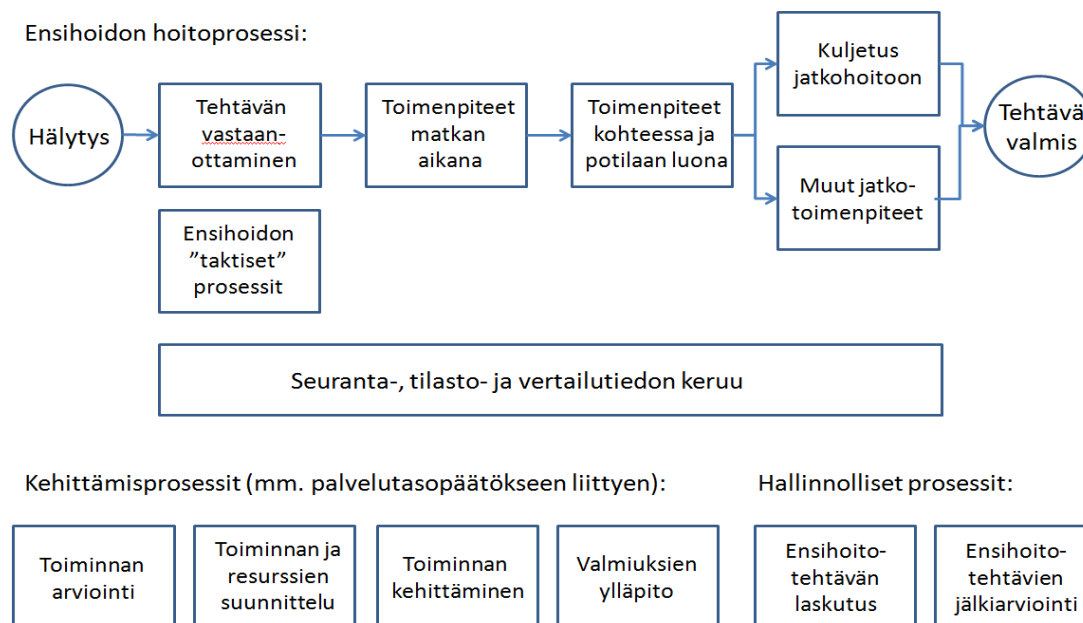 Ensihoidon hoitoprosessi:
Hälytys
Tehtävän
vastaan-
ottaminen
Toimenpiteet
matkan
aikana
Toimenpiteet
kohteessa ja
potilaan luona
Kuljetus
jatkohoitoon
Muut jatko-
toimenpiteet
Tehtävä
valmis
Ensihoidon
”taktiset”
prosessit
Seuranta-, tilasto- ja vertailutiedon keruu
Kehittämisprosessit (mm. palvelutasopäätökseen liittyen):
Toiminnan
arviointi
Toiminnan ja
resurssien
suunnittelu
Toiminnan
kehittäminen
Valmiuksien
ylläpito
Hallinnolliset prosessit:
Ensihoito-
tehtävän
laskutus
Ensihoito-
tehtävien
jälkiarviointi